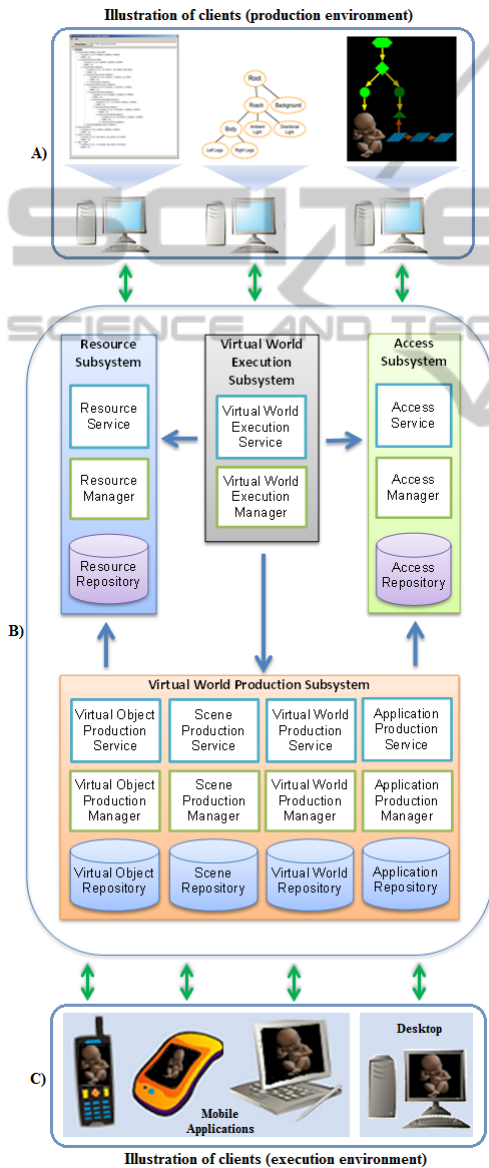 Illustration of clients (production environment)
A)
Root
Roach
Background
Body
Ambient
Light
Directional
Light
Left Legs
Right Legs
SCITE
SCIENCE AND TEC
B)
Resource
Subsystem
Resource
Service
Resource
Manager
Resource
Repository
Virtual World
Execution
Subsystem
Virtual World
Execution
Service
Virtual World
Execution
Manager
Access
Subsystem
Access
Service
Access
Manager
Access
Repository
Virtual World Production Subsystem
Virtual Object
Production
Service
Scene
Production
Service
Virtual World
Production
Service
Application
Production
Service
Virtual Object
Production
Manager
Scene
Production
Manager
Virtual World
Production
Manager
Application
Production
Manager
Virtual Object
Repository
Scene
Repository
Virtual World
Repository
Application
Repository
C)
Mobile
Applications
Desktop
Illustration of clients (execution environment)